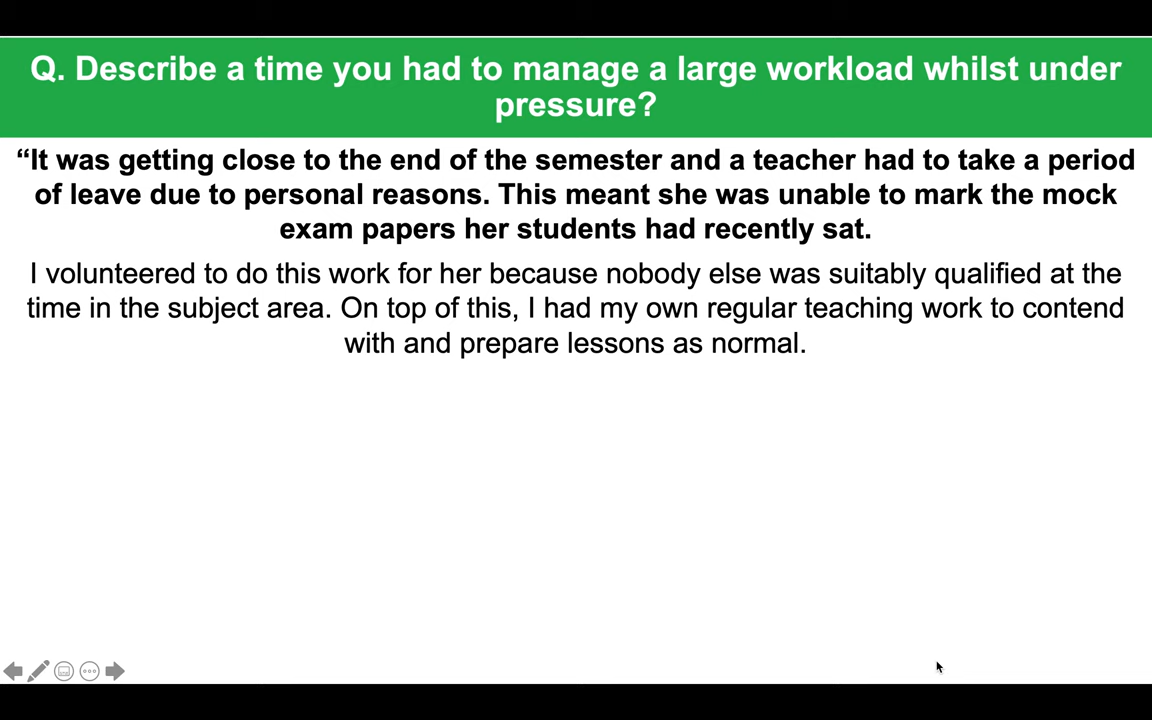 Q. Describe a time you had to manage a large workload whilst under
pressure?
“It was getting close to the end of the semester and a teacher had to take a period
of leave due to personal reasons. This meant she was unable to mark the mock
exam papers her students had recently sat.
I volunteered to do this work for her because nobody else was suitably qualified at the
time in the subject area. On top of this, I had my own regular teaching work to contend
with and prepare lessons as normal.